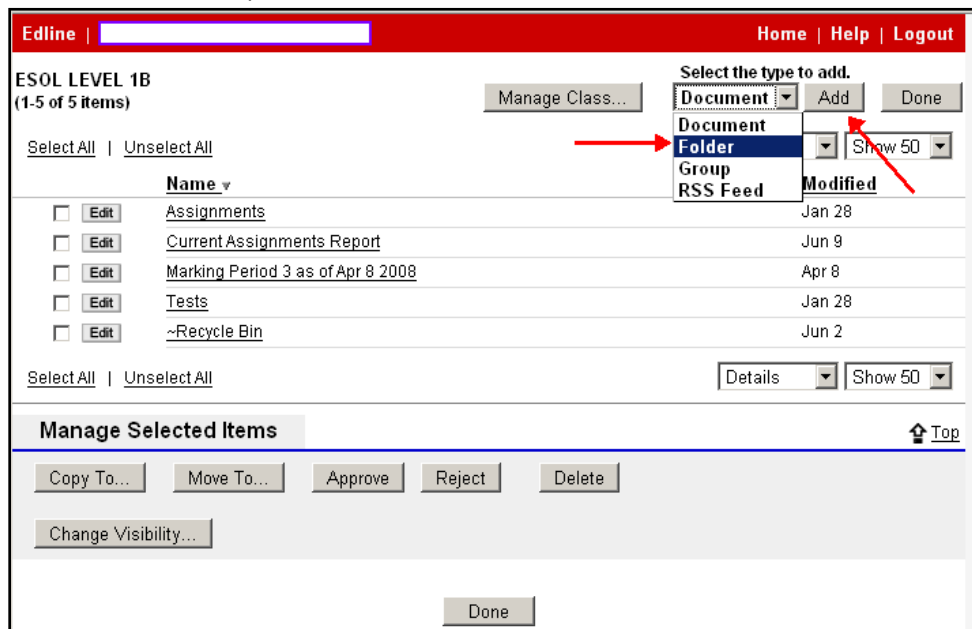 Edline |
Home | Help | Logout
ESOL LEVEL 1B
(1-5 of 5 items)
Manage Class...
Select the type to add.
Document
Add
Done
Document
Folder
Group
RSS Feed
Select All | Unselect All
Show 50
Name
Modified
Edit Assignments Jan 28
Edit Current Assignments Report Jun 9
Edit Marking Period 3 as of Apr 8 2008 Apr 8
Edit Tests Jan 28
Edit ~Recycle Bin Jun 2
Select All | Unselect All
Details
Show 50
Manage Selected Items
Top
Copy To...
Move To...
Approve
Reject
Delete
Change Visibility...
Done